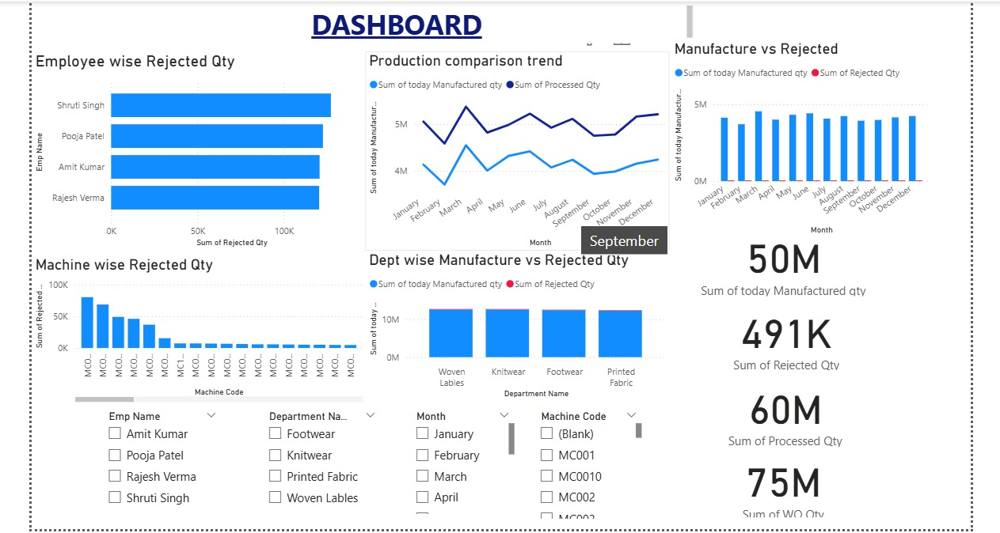 DASHBOARD
Employee wise Rejected Qty
Emp Name
Shruti Singh
Pooja Patel
Amit Kumar
Rajesh Verma
0K 50K 100K
Sum of Rejected Qty
Production comparison trend
Sum of today Manufactured qty Sum of Processed Qty
Sum of today Manufactur...
5M
4M
January February March April May June July August September October November December
Month
September
Manufacture vs Rejected
Sum of today Manufactured qty Sum of Rejected Qty
Sum of today Manufactur...
5M
0M
January February March April May June July August September October November December
Month
Machine wise Rejected Qty
Sum of Rejected...
100K
50K
0K
MC0... MC0... MC0... MC0... MC0... MC0... MC1... MC0... MC0... MC0... MC0... MC0... MC0... MC0... MC0... MC0... MC0... MC0...
Machine Code
Dept wise Manufacture vs Rejected Qty
Sum of today Manufactured qty Sum of Rejected Qty
Sum of today ...
10M
0M
Woven Lables
Knitwear
Footwear
Printed Fabric
Department Name
50M
Sum of today Manufactured qty
491K
Sum of Rejected Qty
60M
Sum of Processed Qty
75M
Sum of WO Qty
Emp Name
Amit Kumar
Pooja Patel
Rajesh Verma
Shruti Singh
Department Na...
Footwear
Knitwear
Printed Fabric
Woven Lables
Month
January
February
March
April
Machine Code
(Blank)
MC001
MC0010
MC002